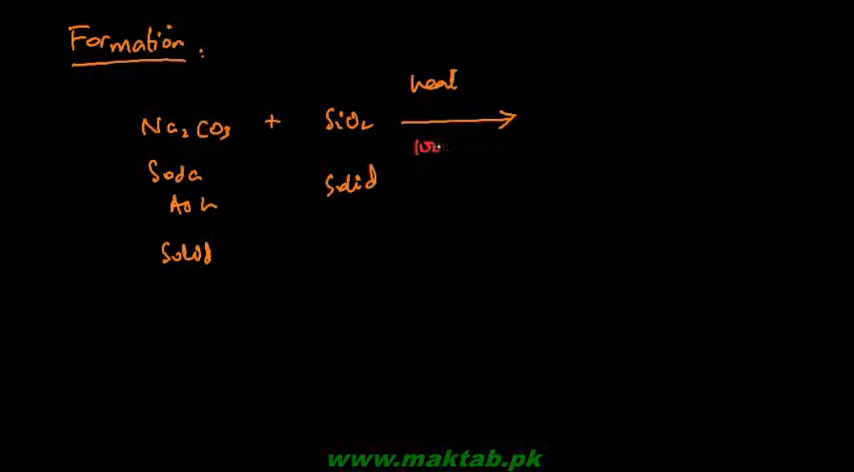 Formation.
heat
Na2CO3 + SiO2
Soda
Ash
Solid
Solid
www.maktab.pk